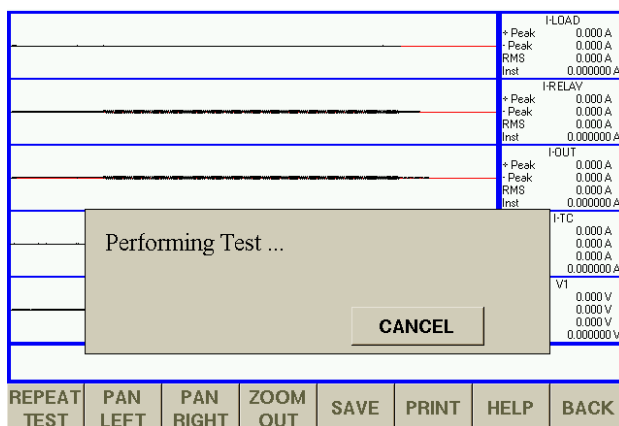 I-LOAD
+ Peak 0.000 A
- Peak 0.000 A
RMS 0.000 A
Inst 0.000000 A
I-RELAY
+ Peak 0.000 A
- Peak 0.000 A
RMS 0.000 A
Inst 0.000000 A
I-OUT
+ Peak 0.000 A
- Peak 0.000 A
RMS 0.000 A
Inst 0.000000 A
I-TC
0.000 A
0.000 A
0.000 A
0.000000 A
V1
0.000 V
0.000 V
0.000 V
0.000000 V
Performing Test ...
CANCEL
REPEAT TEST
PAN LEFT
PAN RIGHT
ZOOM OUT
SAVE
PRINT
HELP
BACK